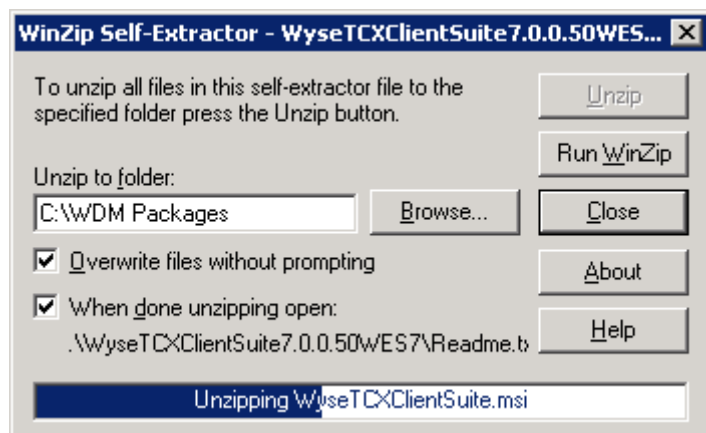 WinZip Self-Extractor - WyseTCXClientSuite7.0.0.50WES...
To unzip all files in this self-extractor file to the
specified folder press the Unzip button.
Unzip
Run WinZip
Unzip to folder:
C:\WDM Packages
Browse...
Close
Overwrite files without prompting
About
When done unzipping open:
.\WyseTCXClientSuite7.0.0.50WES7\Readme.tx
Help
Unzipping WyseTCXClientSuite.msi